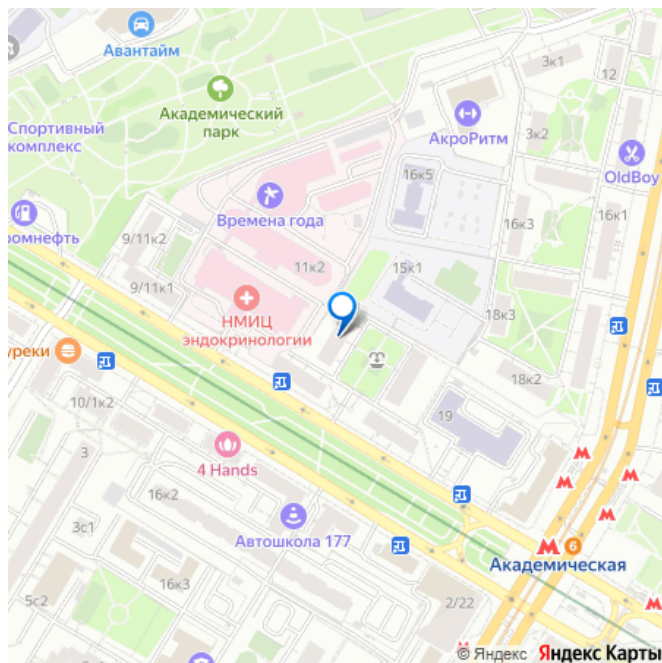 Авантайм
3к1
12
Академический
парк
АкроРитм
Спортивный
комплекс
3к2
OldBoy
16к5
Времена года
16к3
16к1
ромнефть
9/11к2
11к2
15к1
9/11к1
НМИЦ
эндокринологии
18к3
уреки
18к2
10/1к2
19
3
4 Hands
16к2
3с1
Автошкола 177
6
Академическая
16к3
5с2
2/22
© Яндекс Яндекс Карты